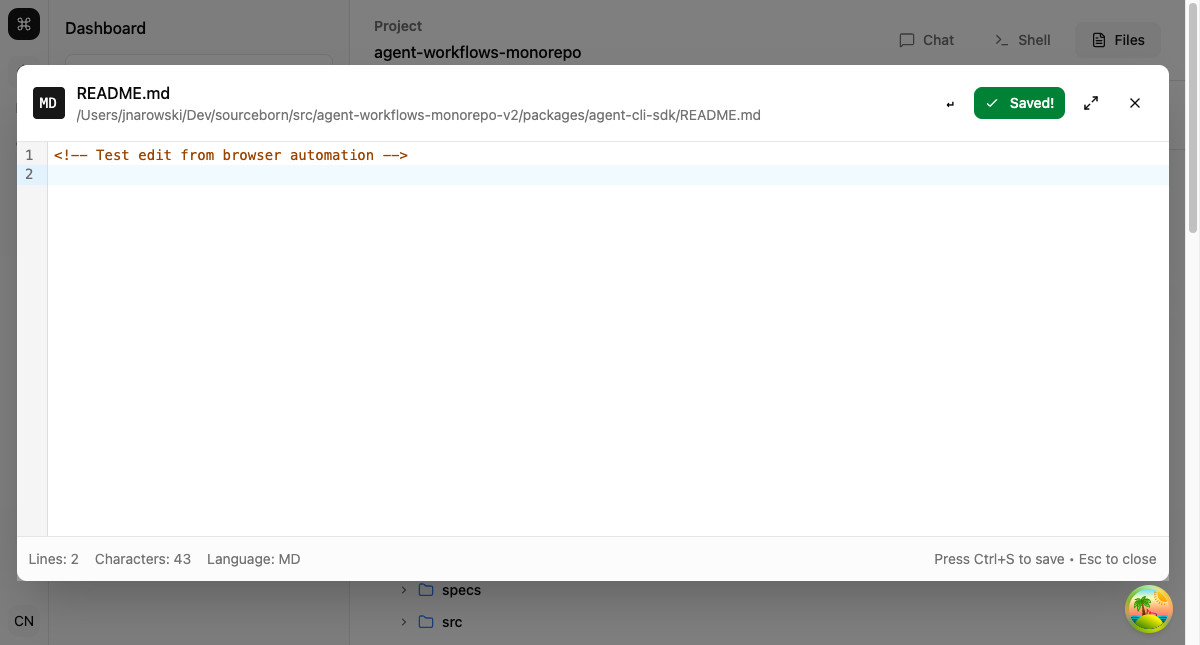 Dashboard
Project
agent-workflows-monorepo
Chat
Shell
Files
MD
README.md
/Users/jnarowski/Dev/sourceborn/src/agent-workflows-monorepo-v2/packages/agent-cli-sdk/README.md
Saved!
1 <!-- Test edit from browser automation -->
2
Lines: 2 Characters: 43 Language: MD
Press Ctrl+S to save • Esc to close
specs
src
CN